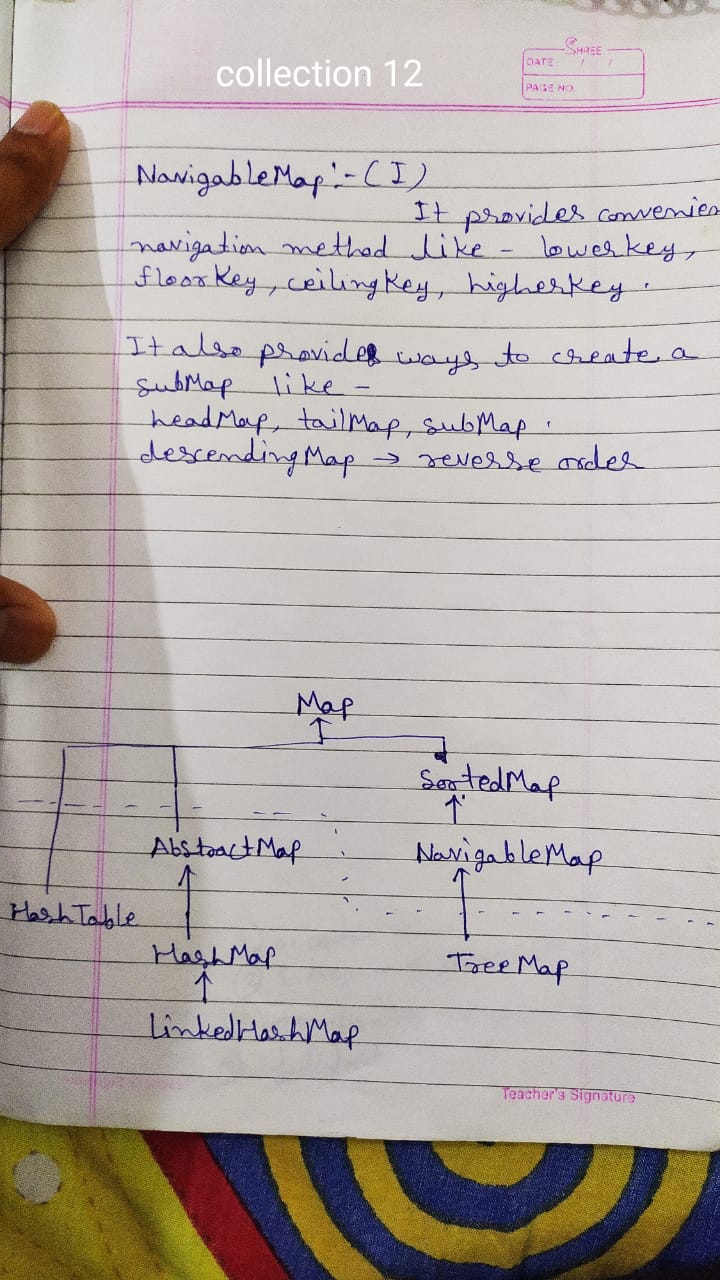 collection 12
SHREE
DATE: / /
PAGE NO.
NavigableMap :- (I)
It provides
navigation method like - lowerkey,
floorKey, ceilingKey, higherkey.
It also provides ways to create a
subMap like -
headMap, tailMap, subMap.
descendingMap → reverse order
Map
SortedMap
AbstractMap NavigableMap
HashTable
HashMap TreeMap
LinkedHashMap
Teacher's Signature